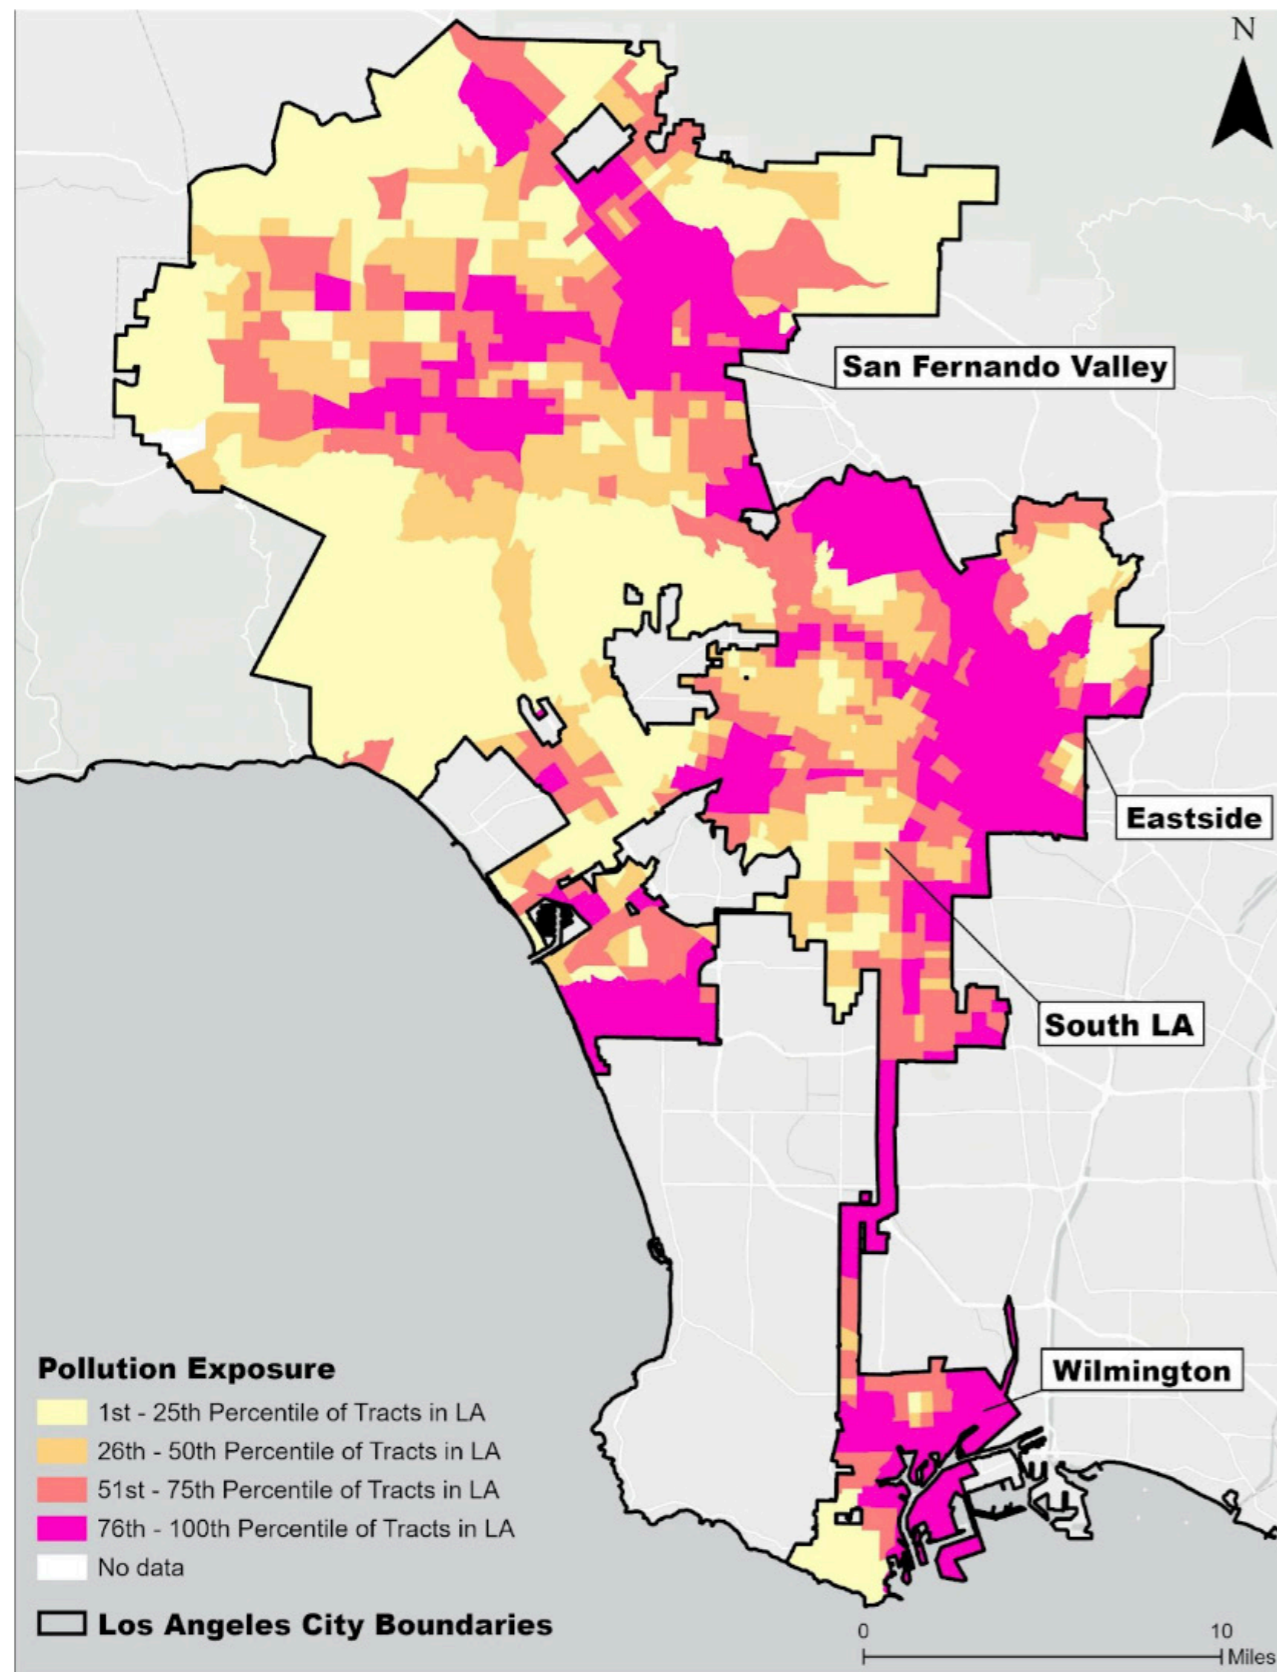 N
San Fernando Valley
Eastside
South LA
Wilmington
Pollution Exposure
1st - 25th Percentile of Tracts in LA
26th - 50th Percentile of Tracts in LA
51st - 75th Percentile of Tracts in LA
76th - 100th Percentile of Tracts in LA
No data
Los Angeles City Boundaries
0 10
Miles